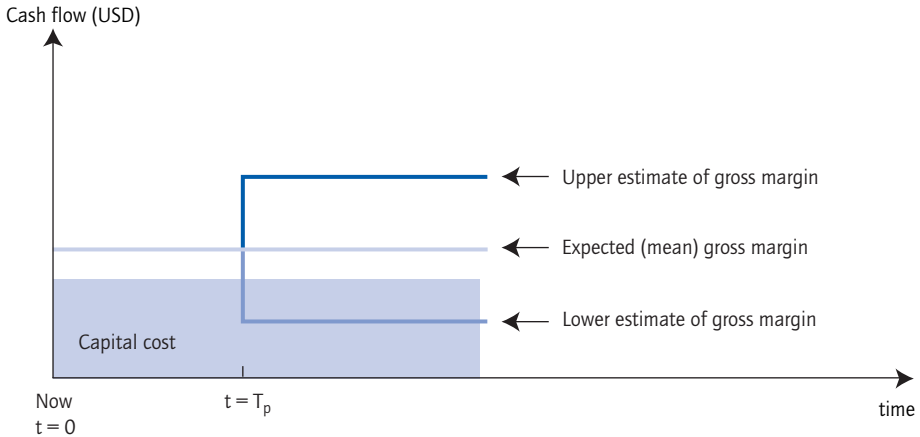 Cash flow (USD)
Upper estimate of gross margin
Expected (mean) gross margin
Lower estimate of gross margin
Capital cost
Now
t = 0
t = Tp
time